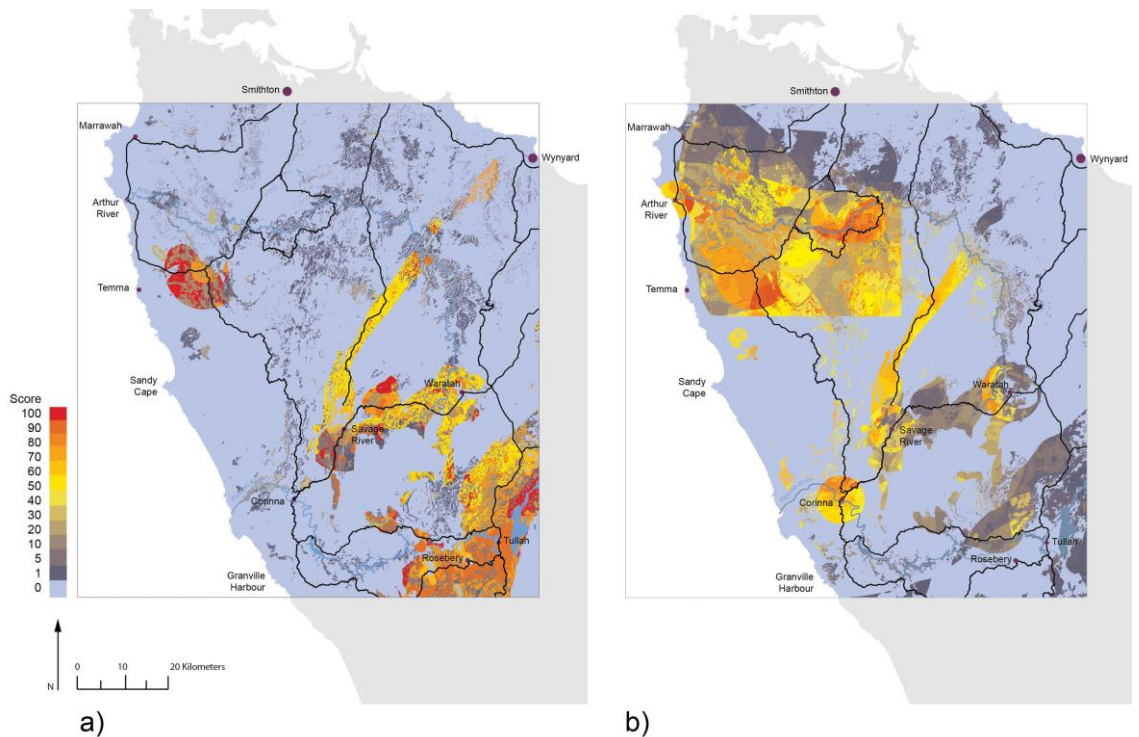 Smithton
Marrawah
Wynyard
Arthur
River
Temma
Sandy
Cape
Waratah
Savage
River
Corinna
Tullah
Rosebery
Granville
Harbour
Score
100
90
80
70
60
50
40
30
20
10
5
1
0
N
0 10 20 Kilometers
a)
Smithton
Marrawah
Wynyard
Arthur
River
Temma
Sandy
Cape
Waratah
Savage
River
Corinna
Tullah
Rosebery
Granville
Harbour
b)